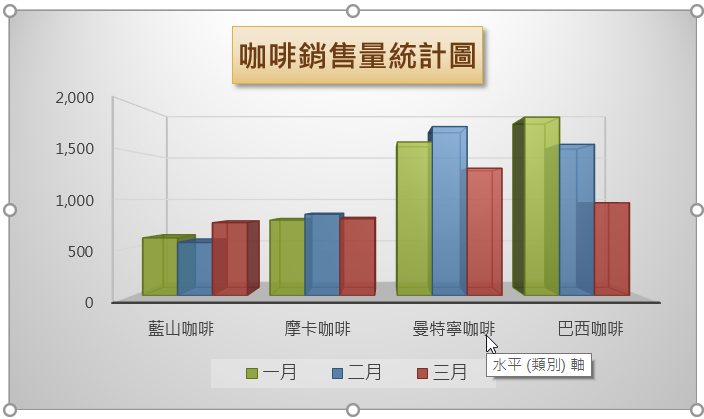 咖啡銷售量統計圖
2,000
1,500
1,000
500
0
藍山咖啡 摩卡咖啡 曼特寧咖啡 巴西咖啡
一月 二月 三月
水平 (類別) 軸